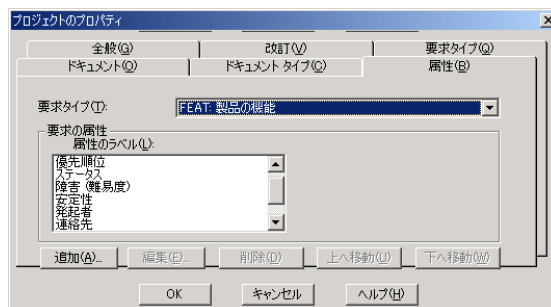 プロジェクトのプロパティ
全般(G) 改訂(V) 要求タイプ(Q)
ドキュメント(O) ドキュメント タイプ(C) 属性(B)
要求タイプ(T): FEAT: 製品の機能
要求の属性
属性のラベル(L):
優先順位
ステータス
障害 (難易度)
安定性
発起者
連絡先
追加(A)... 編集(E)... 削除(D) 上へ移動(U) 下へ移動(W)
OK キャンセル ヘルプ(H)